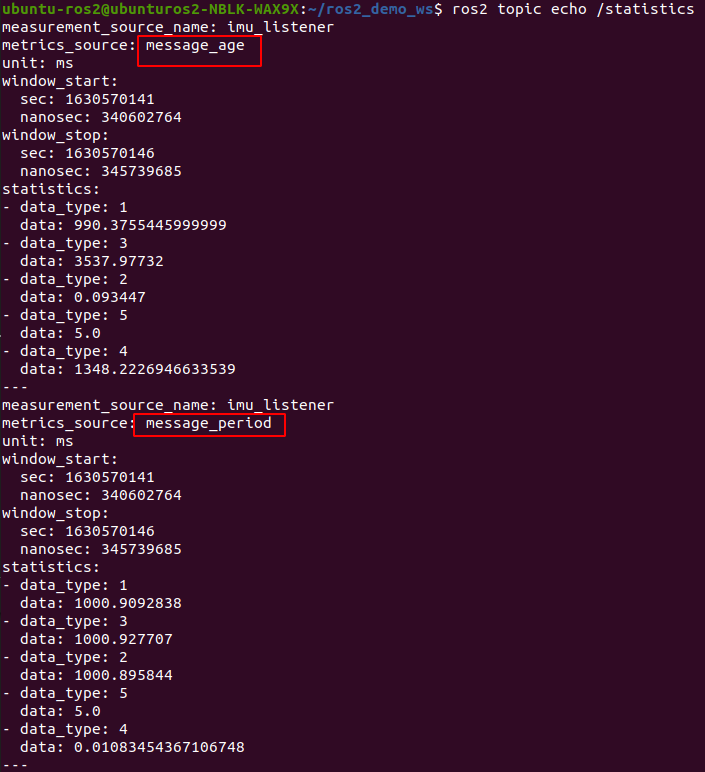 ubuntu-ros2@ubunturos2-NBLK-WAX9X:~/ros2_demo_ws$ ros2 topic echo /statistics
measurement_source_name: imu_listener
metrics_source: message_age
unit: ms
window_start:
  sec: 1630570141
  nanosec: 340602764
window_stop:
  sec: 1630570146
  nanosec: 345739685
statistics:
- data_type: 1
  data: 990.3755445999999
- data_type: 3
  data: 3537.97732
- data_type: 2
  data: 0.093447
- data_type: 5
  data: 5.0
- data_type: 4
  data: 1348.2226946633539
---
measurement_source_name: imu_listener
metrics_source: message_period
unit: ms
window_start:
  sec: 1630570141
  nanosec: 340602764
window_stop:
  sec: 1630570146
  nanosec: 345739685
statistics:
- data_type: 1
  data: 1000.9092838
- data_type: 3
  data: 1000.927707
- data_type: 2
  data: 1000.895844
- data_type: 5
  data: 5.0
- data_type: 4
  data: 0.01083454367106748
---